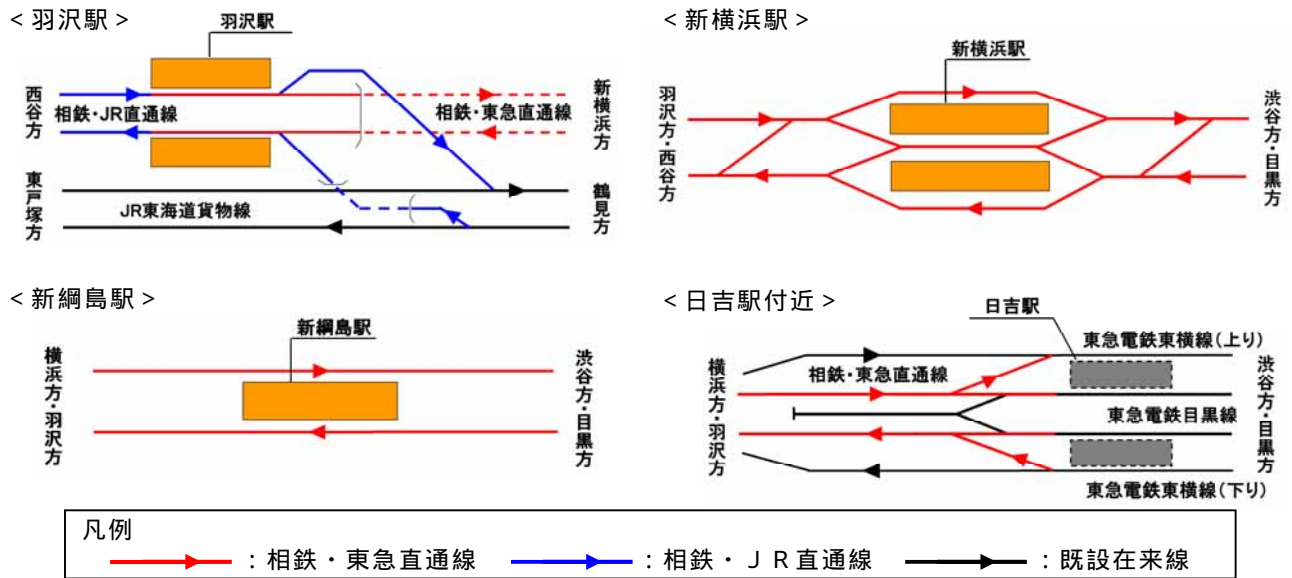 ＜羽沢駅＞
羽沢駅
西谷方
相鉄・JR直通線
相鉄・東急直通線
新横浜方
東戸塚方
JR東海道貨物線
鶴見方
＜新横浜駅＞
新横浜駅
羽沢方・西谷方
渋谷方・目黒方
＜新綱島駅＞
新綱島駅
横浜方・羽沢方
渋谷方・目黒方
＜日吉駅付近＞
日吉駅
東急電鉄東横線(上り)
相鉄・東急直通線
横浜方・羽沢方
東急電鉄目黒線
渋谷方・目黒方
東急電鉄東横線(下り)
凡例
：相鉄・東急直通線 ：相鉄・ＪＲ直通線 ：既設在来線